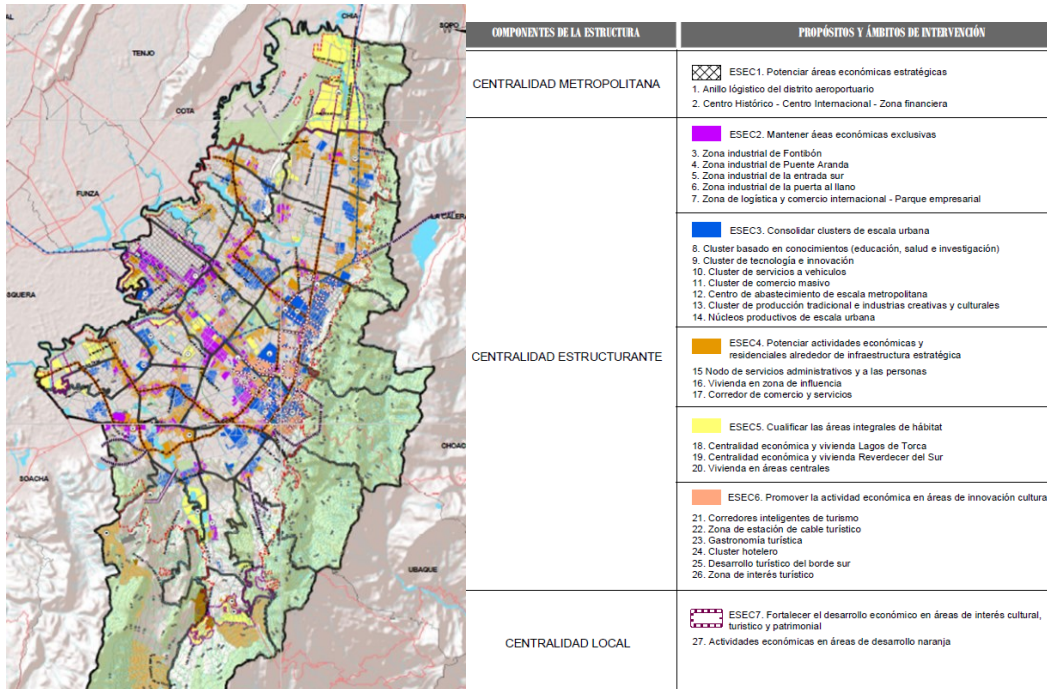 CHIA
SOPO
TENJO
COTA
FUNZA
LA CALERA
SQUERA
CHOAC
SOACHA
UBAQUE
COMPONENTES DE LA ESTRUCTURA
PROPÓSITOS Y ÁMBITOS DE INTERVENCIÓN
CENTRALIDAD METROPOLITANA
ESEC1. Potenciar áreas económicas estratégicas
1. Anillo lógistico del distrito aeroportuario
2. Centro Histórico - Centro Internacional - Zona financiera
CENTRALIDAD ESTRUCTURANTE
ESEC2. Mantener áeas económicas exclusivas
3. Zona industrial de Fontibón
4. Zona industrial de Puente Aranda
5. Zona industrial de la entrada sur
6. Zona industrial de la puerta al llano
7. Zona de logística y comercio internacional - Parque empresarial
ESEC3. Consolidar clusters de escala urbana
8. Cluster basado en conocimientos (educación, salud e investigación)
9. Cluster de tecnología e innovación
10. Cluster de servicios a vehiculos
11. Cluster de comercio masivo
12. Centro de abastecimiento de escala metropolitana
13. Cluster de producción tradicional e industrias creativas y culturales
14. Núcleos productivos de escala urbana
ESEC4. Potenciar actividades económicas y
residenciales alrededor de infraestructura estratégica
15 Nodo de servicios administrativos y a las personas
16. Vivienda en zona de influencia
17. Corredor de comercio y servicios
ESEC5. Cualificar las áreas integrales de hábitat
18. Centralidad económica y vivienda Lagos de Torca
19. Centralidad económica y vivienda Reverdecer del Sur
20. Vivienda en áreas centrales
ESEC6. Promover la actividad económica en áreas de innovación cultura
21. Corredores inteligentes de turismo
22. Zona de estación de cable turístico
23. Gastronomía turística
24. Cluster hotelero
25. Desarrollo turístico del borde sur
26. Zona de interés turístico
CENTRALIDAD LOCAL
ESEC7. Fortalecer el desarrollo económico en áreas de interés cultural,
turistico y patrimonial
27. Actividades económicas en áreas de desarrollo naranja